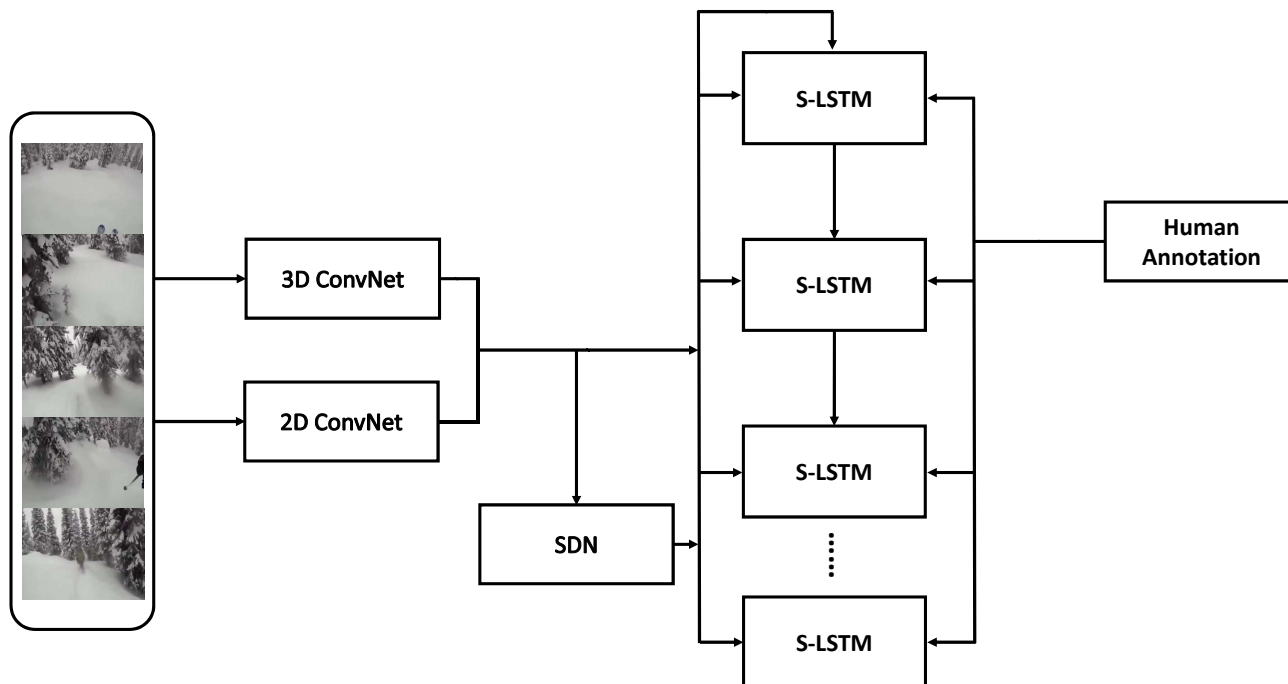 S-LSTM
3D ConvNet
2D ConvNet
SDN
S-LSTM
S-LSTM
S-LSTM
Human
Annotation